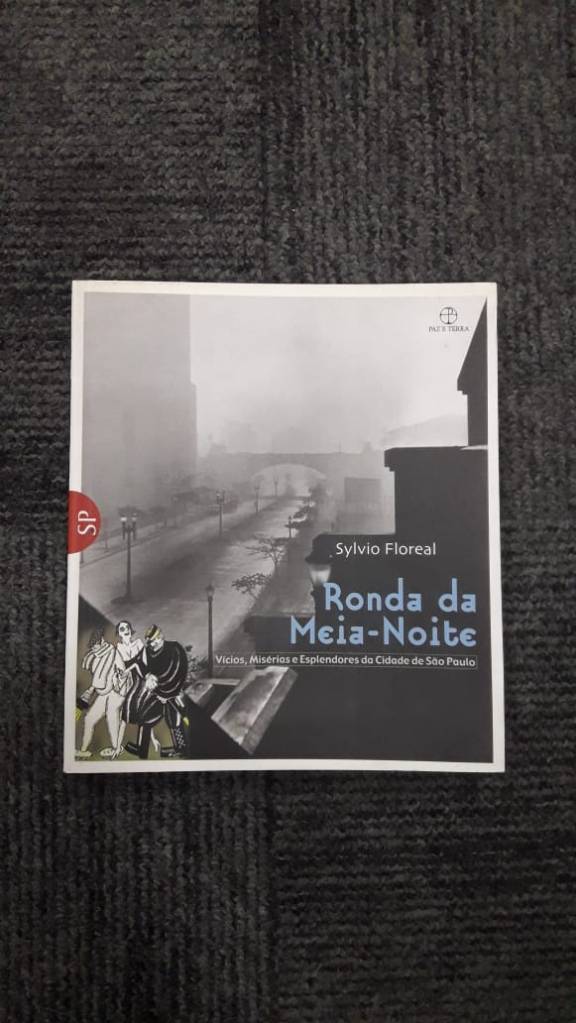 PAZ E TERRA
SP
Sylvio Floreal
Ronda da
Meia-Noite
Vícios, Misérias e Esplendores da Cidade de São Paulo